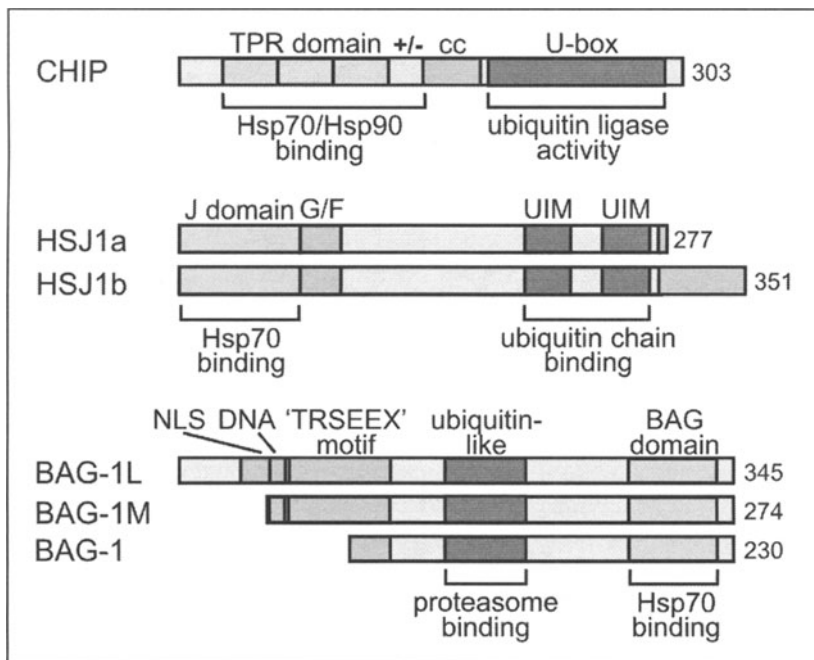 TPR domain +/- cc U-box
CHIP 303
Hsp70/Hsp90 binding
ubiquitin ligase activity
J domain G/F UIM UIM
HSJ1a 277
HSJ1b 351
Hsp70 binding
ubiquitin chain binding
NLS DNA 'TRSEEX' motif
ubiquitin-like
BAG domain
BAG-1L 345
BAG-1M 274
BAG-1 230
proteasome binding
Hsp70 binding